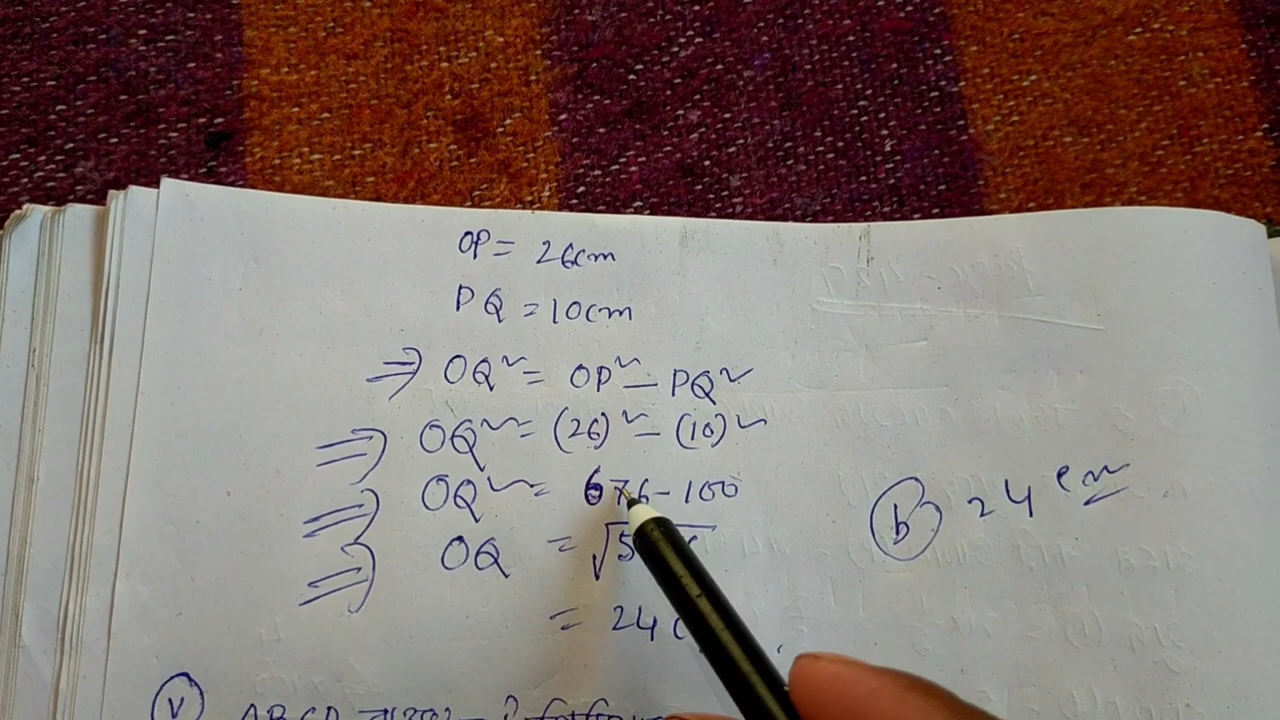 OP = 26cm
PQ = 10cm
⇒ OQ² = OP² - PQ²
⇒ OQ² = (26)² - (10)²
⇒ OQ² = 676-100
⇒ OQ = √5
= 24
(b) 24 cm
(v) ABCD